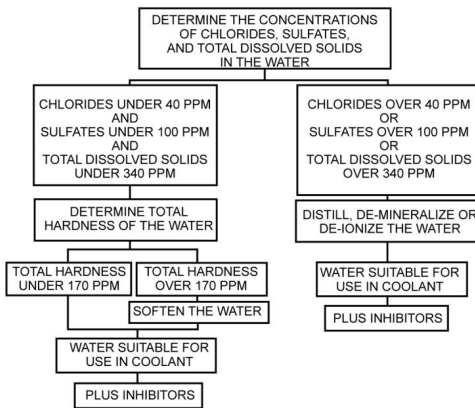 DETERMINE THE CONCENTRATIONS
OF CHLORIDES, SULFATES,
AND TOTAL DISSOLVED SOLIDS
IN THE WATER
CHLORIDES UNDER 40 PPM
AND
SULFATES UNDER 100 PPM
AND
TOTAL DISSOLVED SOLIDS
UNDER 340 PPM
CHLORIDES OVER 40 PPM
OR
SULFATES OVER 100 PPM
OR
TOTAL DISSOLVED SOLIDS
OVER 340 PPM
DETERMINE TOTAL
HARDNESS OF THE WATER
DISTILL, DE-MINERALIZE OR
DE-IONIZE THE WATER
TOTAL HARDNESS
UNDER 170 PPM
TOTAL HARDNESS
OVER 170 PPM
SOFTEN THE WATER
WATER SUITABLE FOR
USE IN COOLANT
PLUS INHIBITORS
WATER SUITABLE FOR
USE IN COOLANT
PLUS INHIBITORS